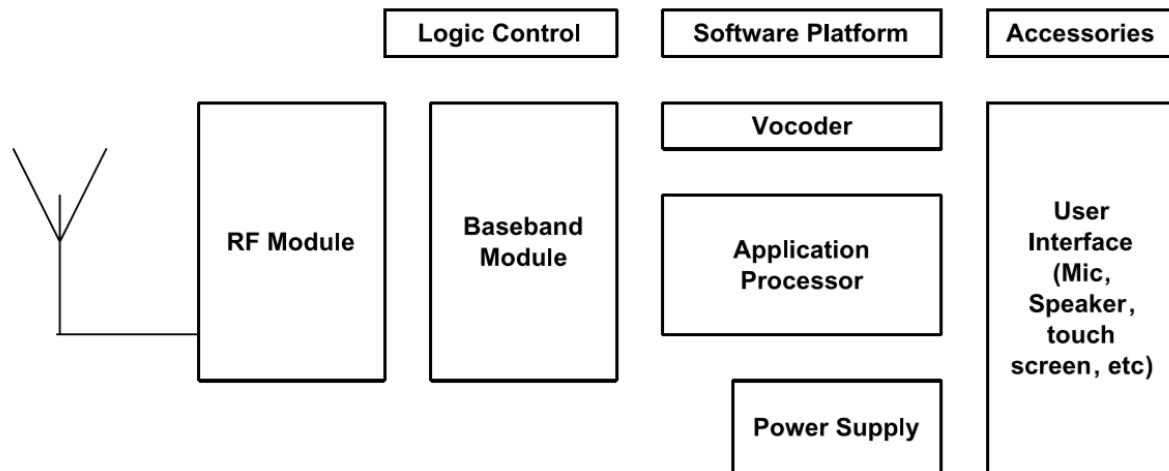 Logic Control
Software Platform
Accessories
RF Module
Baseband
Module
Vocoder
Application
Processor
Power Supply
User
Interface
(Mic,
Speaker,
touch
screen, etc)